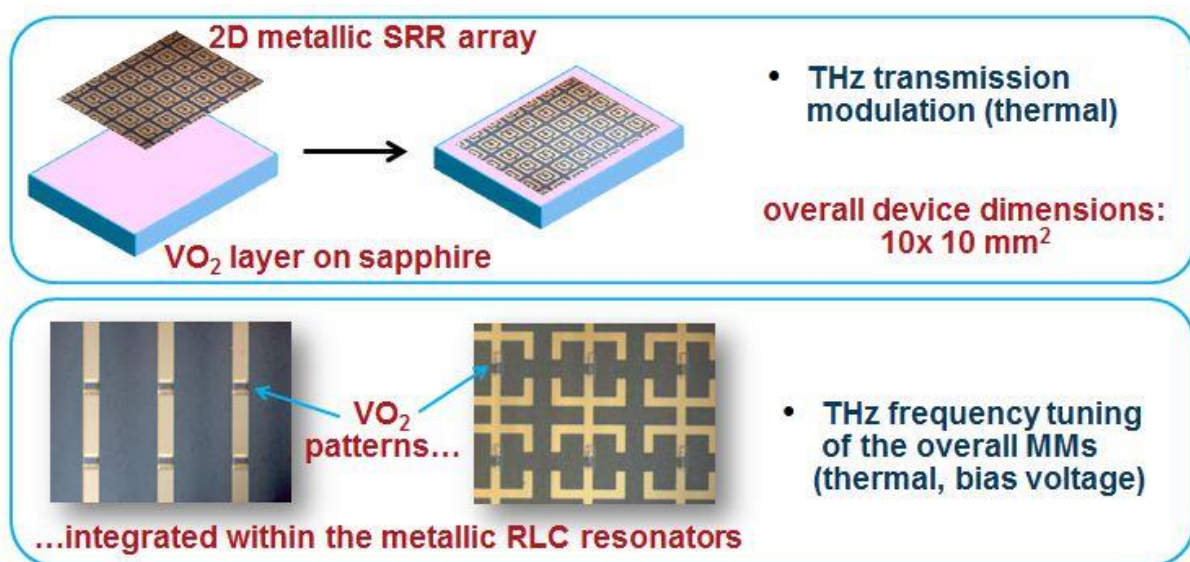 2D metallic SRR array
VO₂ layer on sapphire
• THz transmission
modulation (thermal)
overall device dimensions:
10x 10 mm²
VO₂
patterns…
…integrated within the metallic RLC resonators
• THz frequency tuning
of the overall MMs
(thermal, bias voltage)